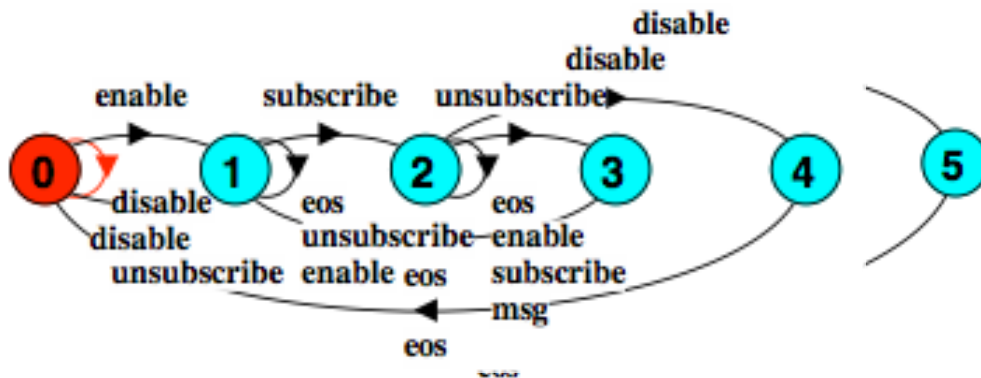 disable
disable
enable subscribe unsubscribe
0 1 2 3 4 5
disable eos eos
disable unsubscribe enable
unsubscribe enable eos subscribe
msg
eos